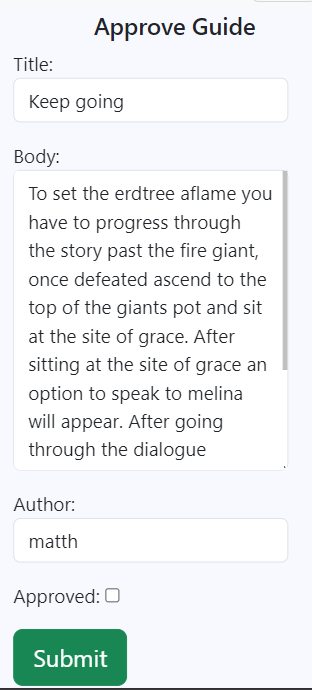 Approve Guide
Title:
Keep going
Body:
To set the erdtree aflame you
have to progress through
the story past the fire giant,
once defeated ascend to the
top of the giants pot and sit
at the site of grace. After
sitting at the site of grace an
option to speak to melina
will appear. After going
through the dialogue
Author:
matth
Approved:
Submit